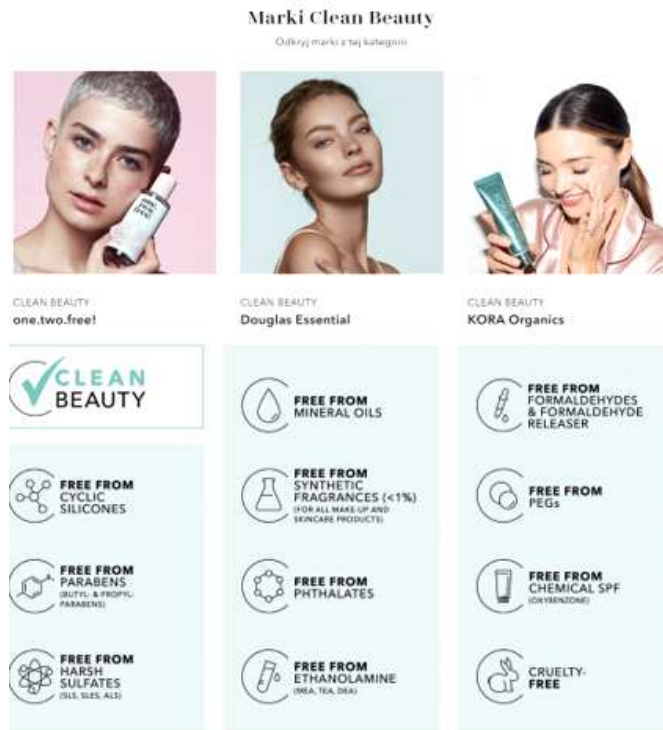 Marki Clean Beauty
Odkryj marki z tej kategorii
one.two.free!
CLEAN BEAUTY
one.two.free!
CLEAN BEAUTY
Douglas Essential
CLEAN BEAUTY
KORA Organics
CLEAN
BEAUTY
FREE FROM
CYCLIC
SILICONES
FREE FROM
PARABENS
(BUTYL- & PROPYL-
PARABENS)
FREE FROM
HARSH
SULFATES
(SLS, SLES, ALS)
FREE FROM
MINERAL OILS
FREE FROM
SYNTHETIC
FRAGRANCES (<1%)
(FOR ALL MAKE-UP AND
SKINCARE PRODUCTS)
FREE FROM
PHTHALATES
FREE FROM
ETHANOLAMINE
(MEA, TEA, DEA)
FREE FROM
FORMALDEHYDES
& FORMALDEHYDE
RELEASER
FREE FROM
PEGs
FREE FROM
CHEMICAL SPF
(OXYBENZONE)
CRUELTY-
FREE